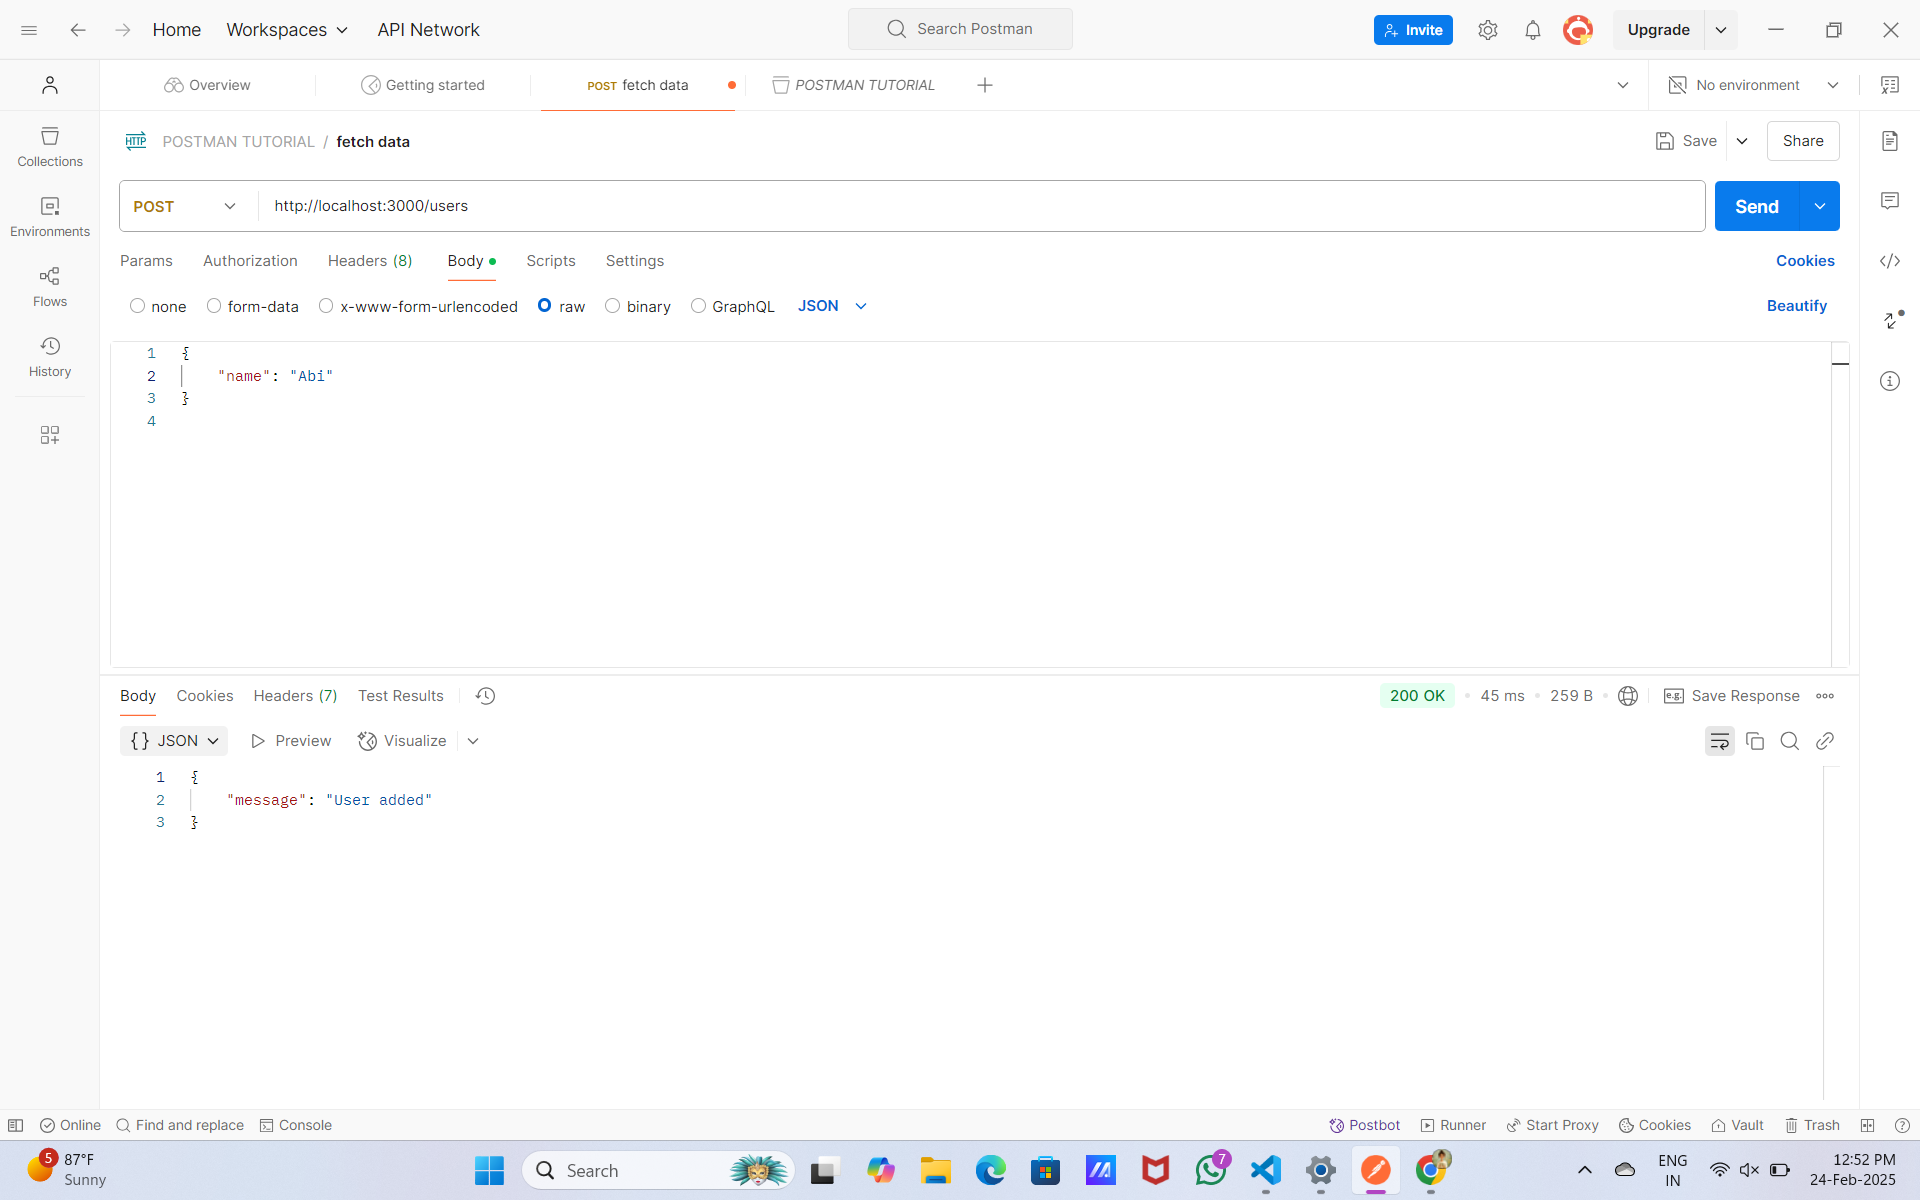 Home Workspaces API Network Search Postman Invite Upgrade
Overview Getting started POST fetch data POSTMAN TUTORIAL No environment
HTTP POSTMAN TUTORIAL / fetch data Save Share
Collections
POST http://localhost:3000/users Send
Environments
Params Authorization Headers (8) Body Scripts Settings Cookies
none form-data x-www-form-urlencoded raw binary GraphQL JSON Beautify
Flows
History
1 {
2 "name": "Abi"
3 }
4
Body Cookies Headers (7) Test Results 200 OK • 45 ms • 259 B • e.g. Save Response
{} JSON Preview Visualize
1 {
2 "message": "User added"
3 }
Online Find and replace Console Postbot Runner Start Proxy Cookies Vault Trash
5 87°F
Sunny
Search
7
ENG
IN
12:52 PM
24-Feb-2025